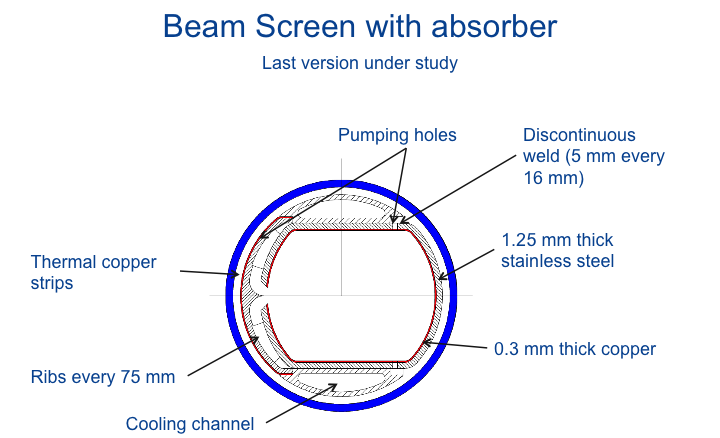 Beam Screen with absorber
Last version under study
Pumping holes
Discontinuous
weld (5 mm every
16 mm)
1.25 mm thick
stainless steel
Thermal copper
strips
0.3 mm thick copper
Ribs every 75 mm
Cooling channel